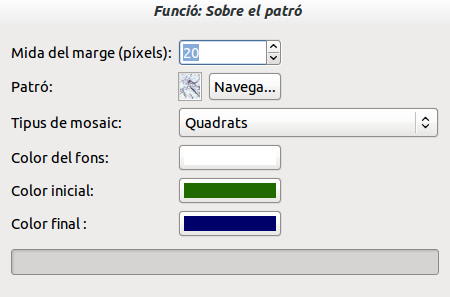 Funció: Sobre el patró
Mida del marge (píxels): 20
Patró: Navega...
Tipus de mosaic: Quadrats
Color del fons:
Color inicial:
Color final :